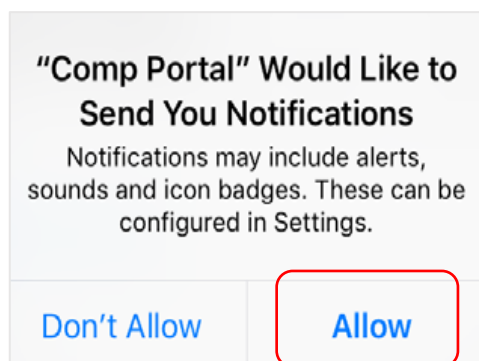 “Comp Portal” Would Like to
Send You Notifications
Notifications may include alerts,
sounds and icon badges. These can be
configured in Settings.
Don’t Allow
Allow